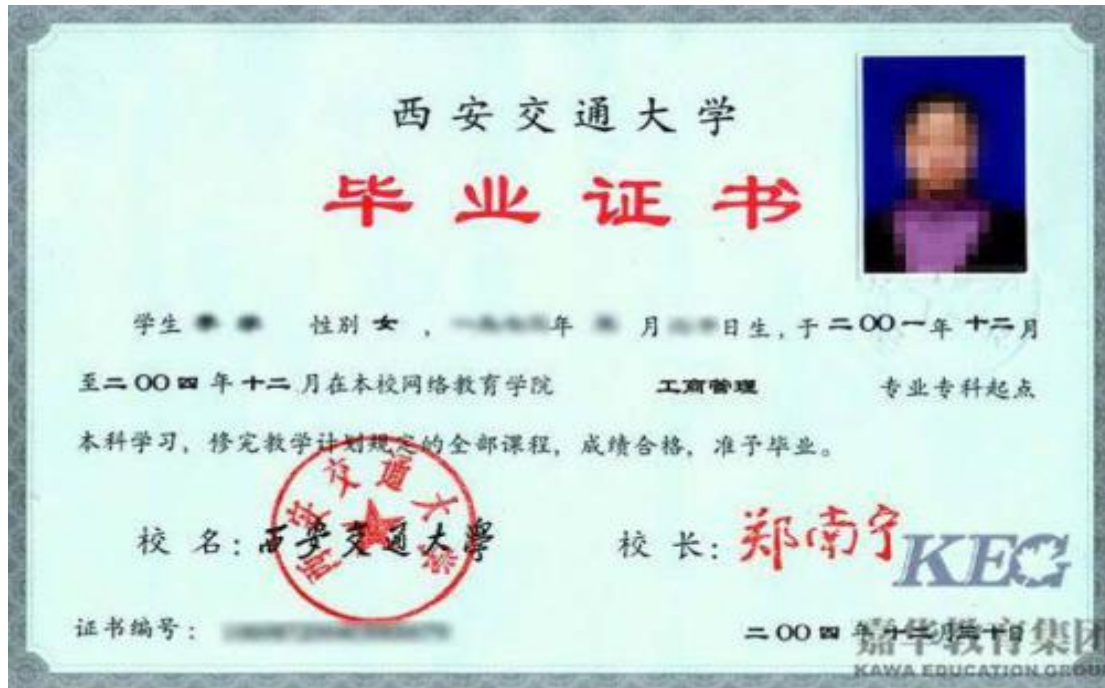 西安交通大学
毕业证书
学生 性别 女 , 年 月 日生, 于 二〇〇一年 十二月
至二〇〇四 年 十二 月在本校网络教育学院 工商管理 专业专科起点
本科学习, 修完教学计划规定的全部课程, 成绩合格, 准予毕业。
西安交通大学
校 名: 西安交通大學 校 长: 郑南宁
KEG
证书编号:
二〇〇四 年 十二月三十日
嘉华教育集团
KAWA EDUCATION GROUP